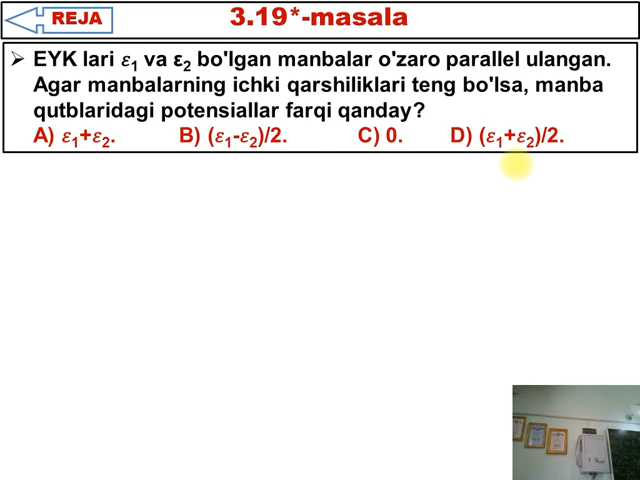 REJA
3.19*-masala
➢ EYK lari 𝜀₁ va ε₂ bo'lgan manbalar o'zaro parallel ulangan.
Agar manbalarning ichki qarshiliklari teng bo'lsa, manba
qutblaridagi potensiallar farqi qanday?
A) 𝜀₁+𝜀₂. B) (𝜀₁-𝜀₂)/2. C) 0. D) (𝜀₁+𝜀₂)/2.